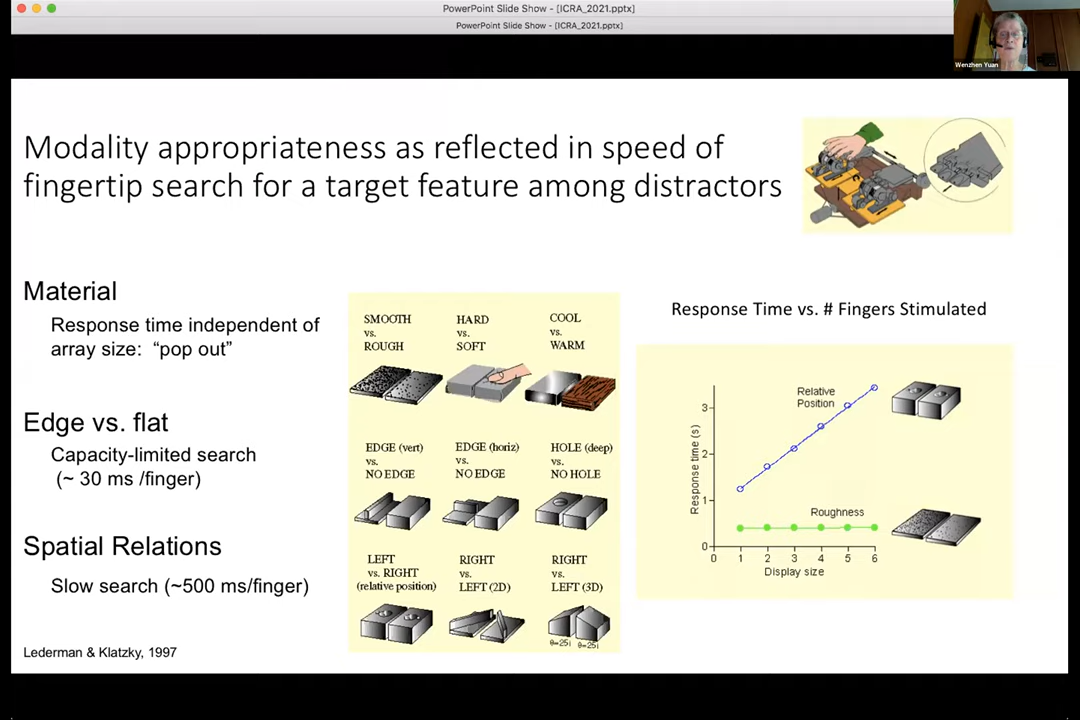 PowerPoint Slide Show - [ICRA_2021.pptx]
PowerPoint Slide Show - [ICRA_2021.pptx]
Wenzhen Yuan
Modality appropriateness as reflected in speed of
fingertip search for a target feature among distractors
Material
Response time independent of
array size: “pop out”
Edge vs. flat
Capacity-limited search
(~ 30 ms /finger)
Spatial Relations
Slow search (~500 ms/finger)
Lederman & Klatzky, 1997
SMOOTH
vs.
ROUGH
HARD
vs.
SOFT
COOL
vs.
WARM
EDGE (vert)
vs.
NO EDGE
EDGE (horiz)
vs.
NO EDGE
HOLE (deep)
vs.
NO HOLE
LEFT
vs. RIGHT
(relative position)
RIGHT
vs.
LEFT (2D)
RIGHT
vs.
LEFT (3D)
Response Time vs. # Fingers Stimulated
Relative
Position
Roughness
Response time (s)
3
2
1
0
0 1 2 3 4 5 6
Display size